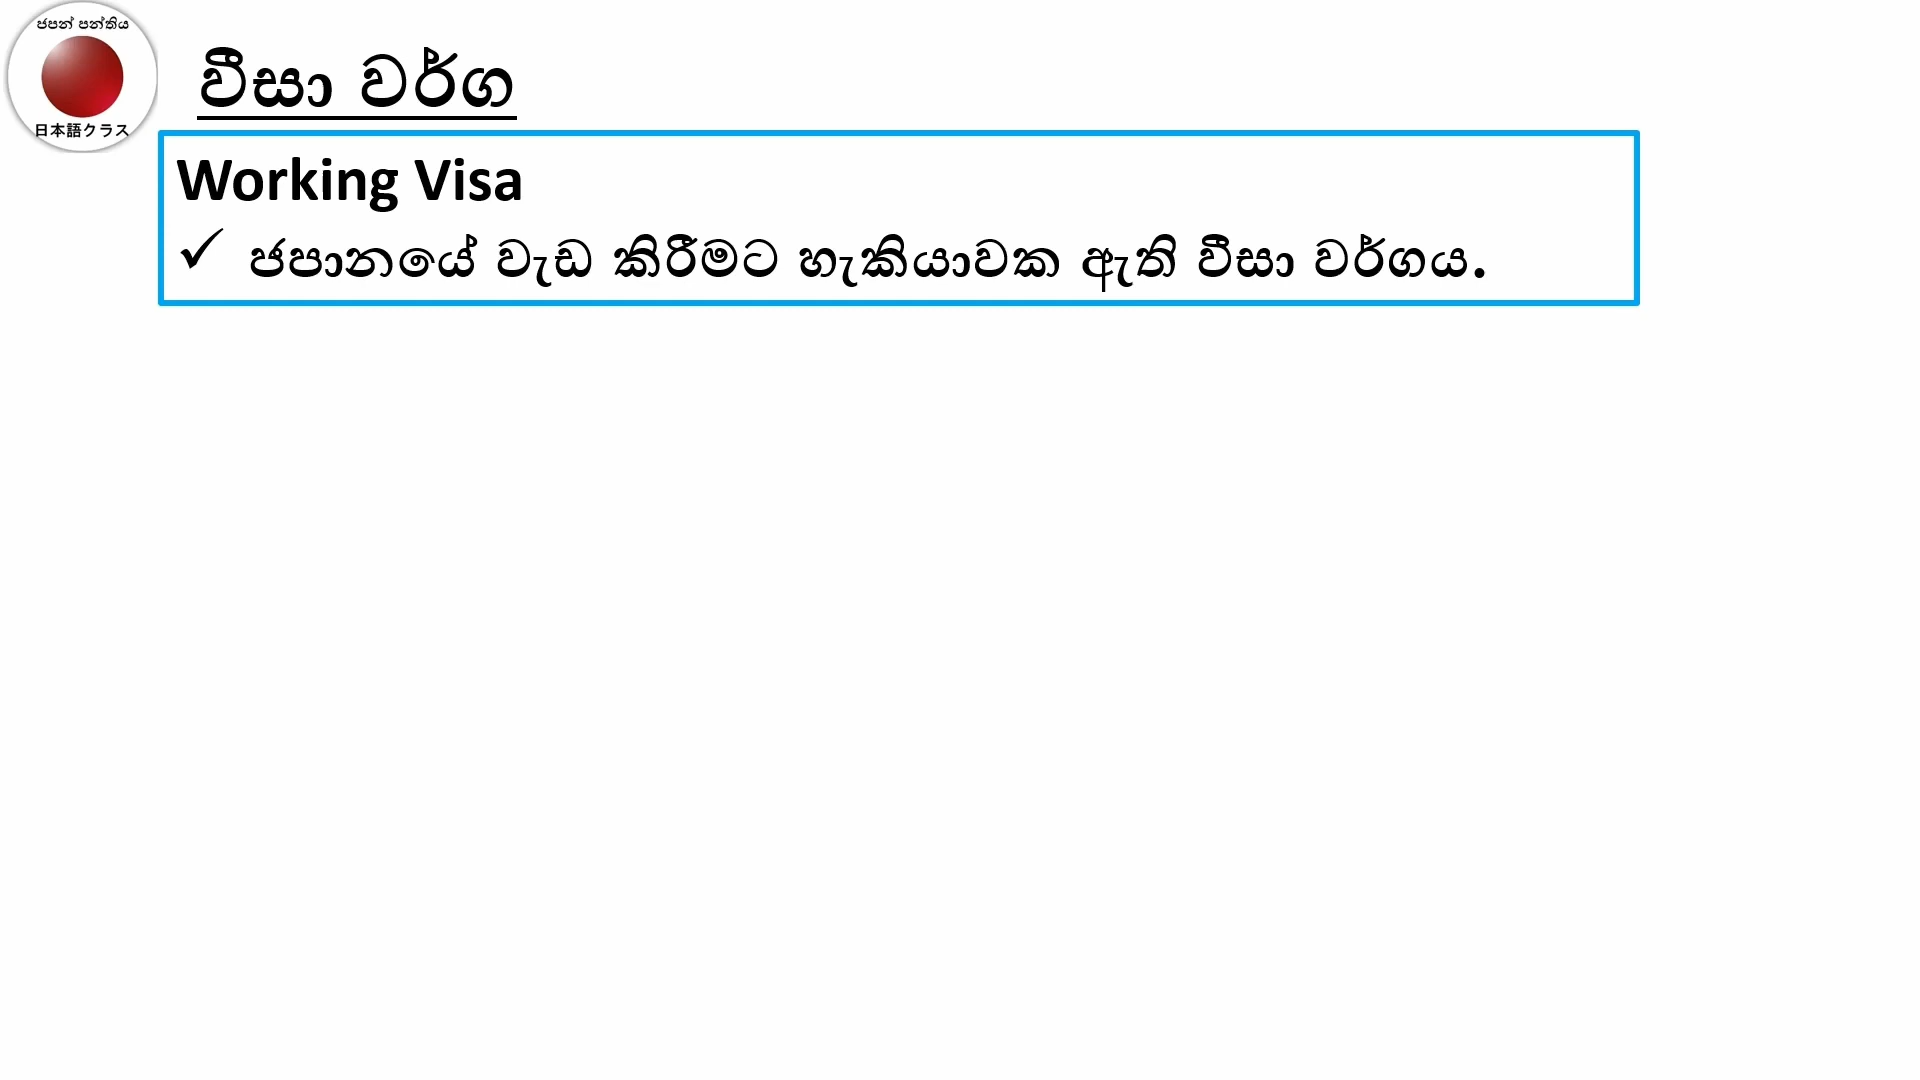 ජපන් පන්තිය
日本語クラス
වීසා වර්ග
Working Visa
✓ ජපානයේ වැඩ කිරීමට හැකියාවක ඇති වීසා වර්ගය.